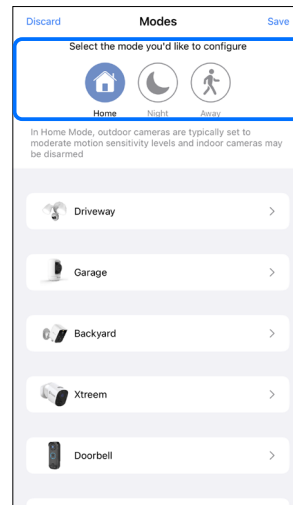 Discard Modes Save
Select the mode you'd like to configure
Home Night Away
In Home Mode, outdoor cameras are typically set to
moderate motion sensitivity levels and indoor cameras may
be disarmed
Driveway
Garage
Backyard
Xtreem
Doorbell